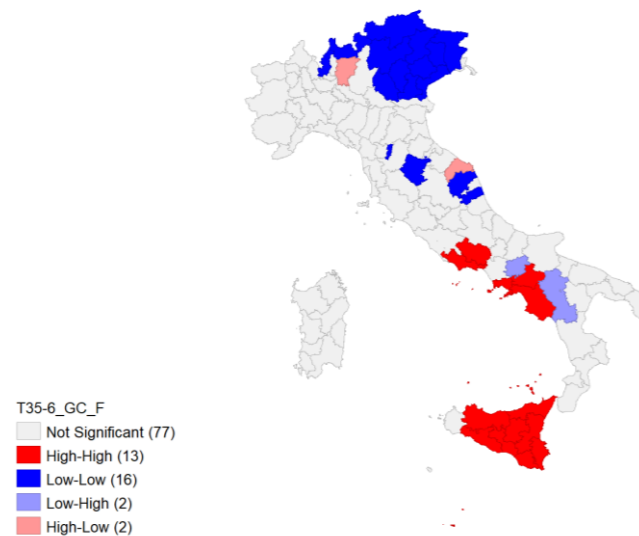 T35-6_GC_F
Not Significant (77)
High-High (13)
Low-Low (16)
Low-High (2)
High-Low (2)